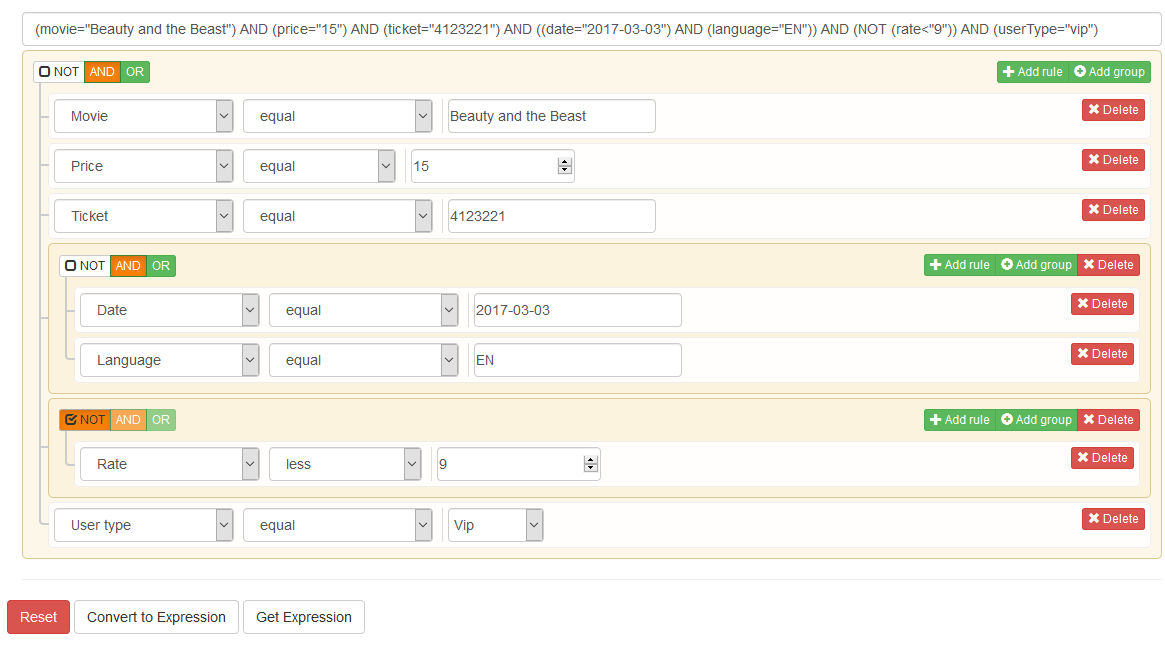 (movie="Beauty and the Beast") AND (price="15") AND (ticket="4123221") AND ((date="2017-03-03") AND (language="EN")) AND (NOT (rate<"9")) AND (userType="vip")
NOT AND OR Add rule Add group
Movie equal Beauty and the Beast Delete
Price equal 15 Delete
Ticket equal 4123221 Delete
NOT AND OR Add rule Add group Delete
Date equal 2017-03-03 Delete
Language equal EN Delete
NOT AND OR Add rule Add group Delete
Rate less 9 Delete
User type equal Vip Delete
Reset Convert to Expression Get Expression